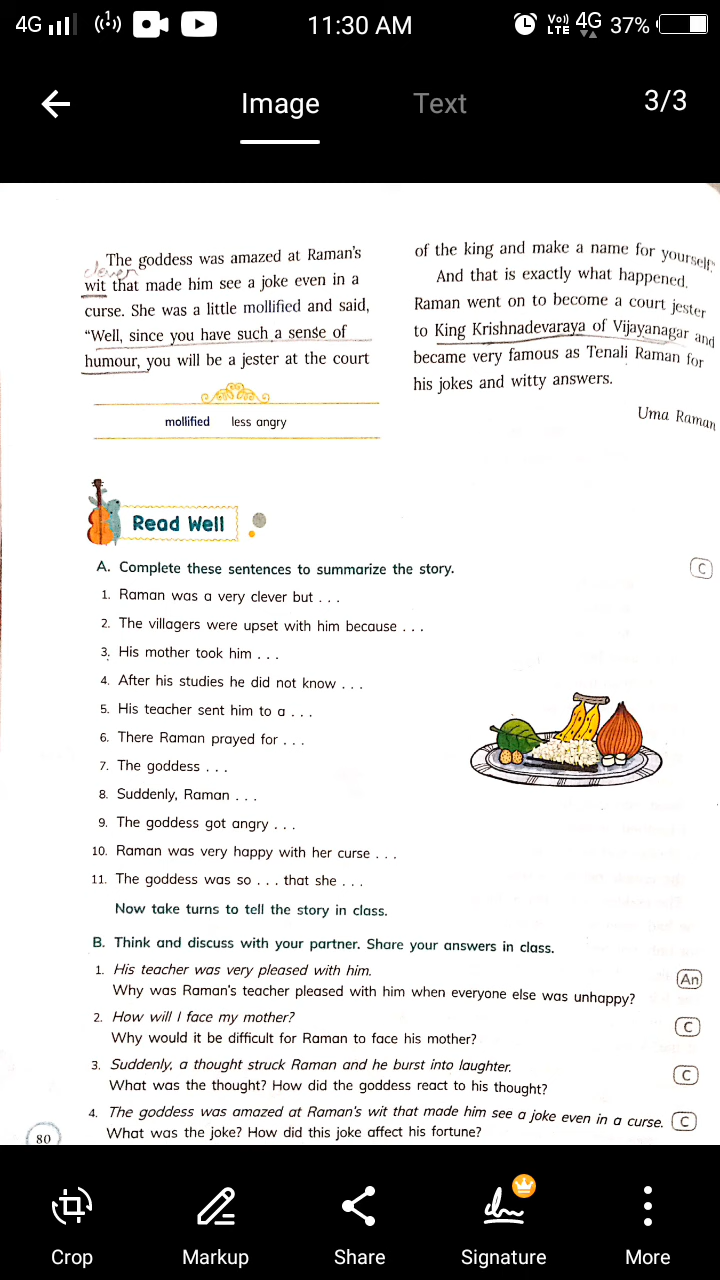 4G 11:30 AM Vo)) LTE 4G 37%
Image Text 3/3
The goddess was amazed at Raman's
clever
wit that made him see a joke even in a
curse. She was a little mollified and said,
"Well, since you have such a sense of
humour, you will be a jester at the court
mollified less angry
of the king and make a name for yourself."
And that is exactly what happened.
Raman went on to become a court jester
to King Krishnadevaraya of Vijayanagar and
became very famous as Tenali Raman for
his jokes and witty answers.
Uma Raman
Read Well
A. Complete these sentences to summarize the story. C
1. Raman was a very clever but . . .
2. The villagers were upset with him because . . .
3. His mother took him . . .
4. After his studies he did not know . . .
5. His teacher sent him to a . . .
6. There Raman prayed for . . .
7. The goddess . . .
8. Suddenly, Raman . . .
9. The goddess got angry . . .
10. Raman was very happy with her curse . . .
11. The goddess was so . . . that she . . .
Now take turns to tell the story in class.
B. Think and discuss with your partner. Share your answers in class.
1. His teacher was very pleased with him. An
Why was Raman's teacher pleased with him when everyone else was unhappy?
2. How will I face my mother? C
Why would it be difficult for Raman to face his mother?
3. Suddenly, a thought struck Raman and he burst into laughter. C
What was the thought? How did the goddess react to his thought?
4. The goddess was amazed at Raman's wit that made him see a joke even in a curse. C
What was the joke? How did this joke affect his fortune?
80
Crop Markup Share Signature More